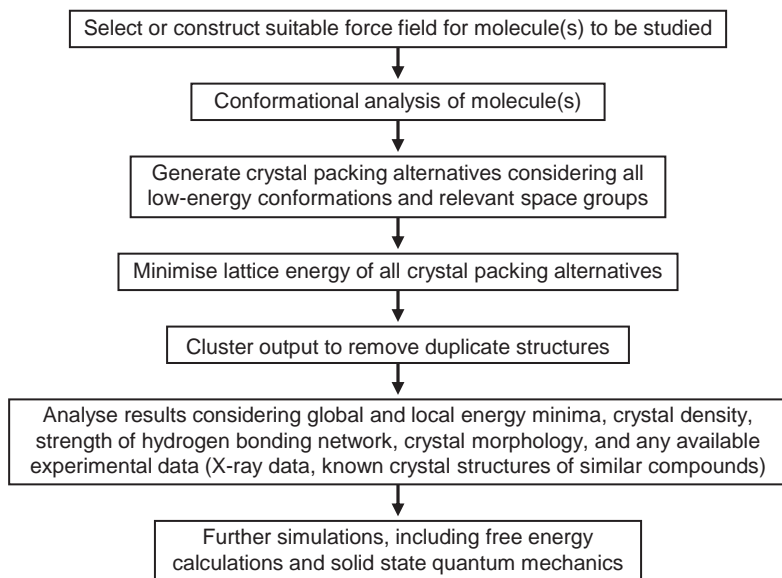 Select or construct suitable force field for molecule(s) to be studied
Conformational analysis of molecule(s)
Generate crystal packing alternatives considering all
low-energy conformations and relevant space groups
Minimise lattice energy of all crystal packing alternatives
Cluster output to remove duplicate structures
Analyse results considering global and local energy minima, crystal density,
strength of hydrogen bonding network, crystal morphology, and any available
experimental data (X-ray data, known crystal structures of similar compounds)
Further simulations, including free energy
calculations and solid state quantum mechanics